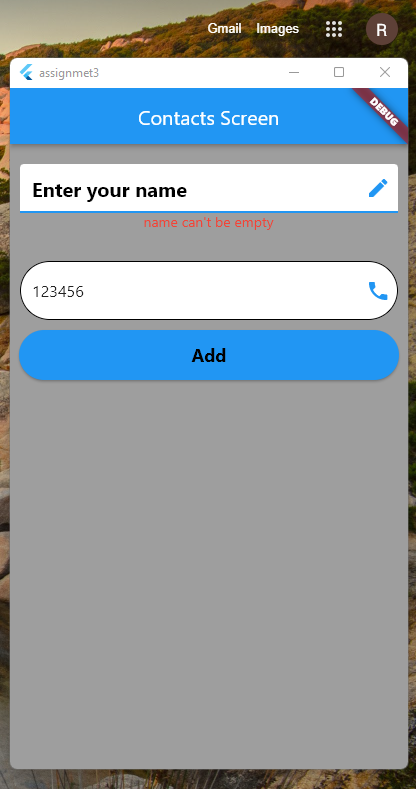 Gmail Images
R
assignmet3
Contacts Screen
DEBUG
Enter your name
name can't be empty
123456
Add